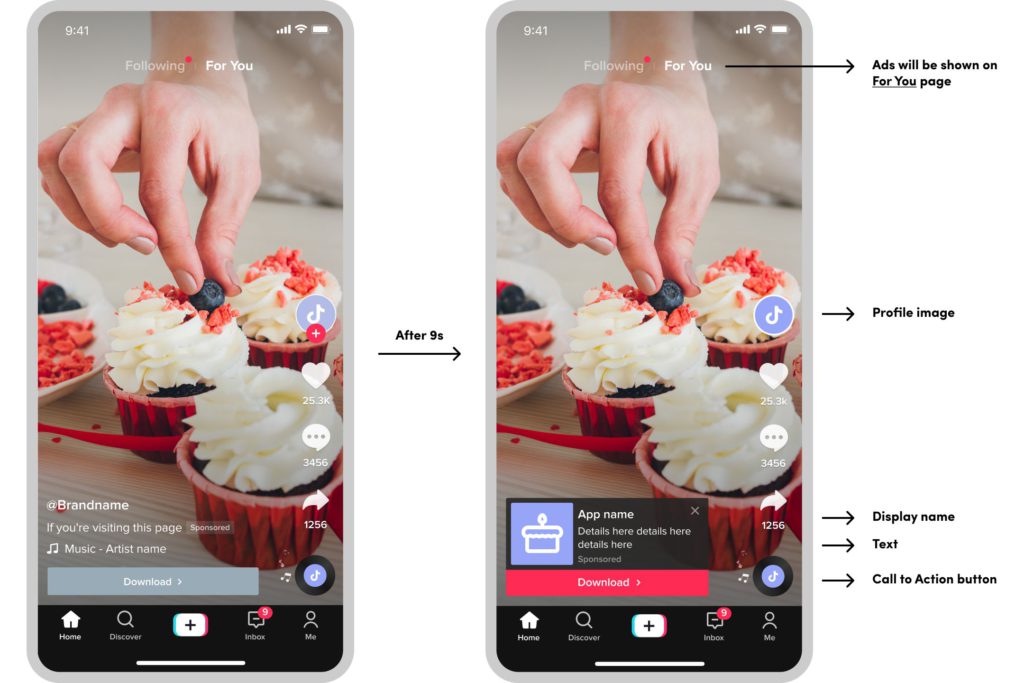 9:41
Following
For You
25.3K
3456
@Brandname
1256
If you're visiting this page Sponsored
Music - Artist name
Download
Home
Discover
9
Inbox
Me
After 9s
9:41
Following
For You
25.3k
3456
App name
Details here details here
details here
Sponsored
1256
Download
Home
Discover
9
Inbox
Me
Ads will be shown on
For You page
Profile image
Display name
Text
Call to Action button